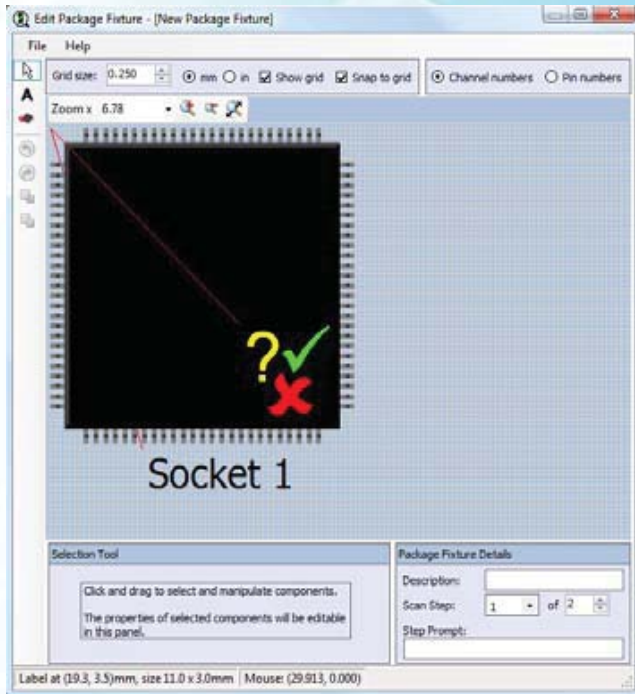 Edit Package Fixture - [New Package Fixture]
File Help
Grid size: 0.250 mm in Show grid Snap to grid Channel numbers Pin numbers
A
Zoom x 6.78
?
Socket 1
Selection Tool
Click and drag to select and manipulate components.
The properties of selected components will be editable
in this panel.
Package Fixture Details
Description:
Scan Step: 1 of 2
Step Prompt:
Label at (19.3, 3.5)mm, size 11.0 x 3.0mm Mouse: (29.913, 0.000)